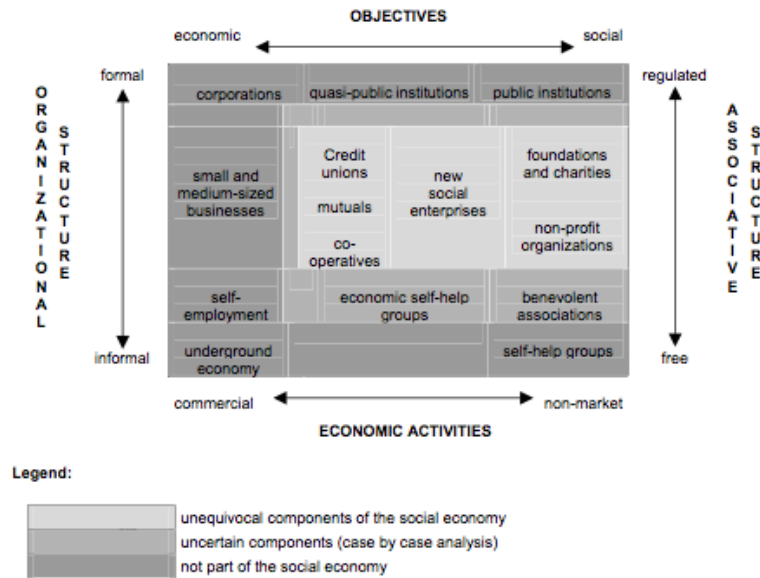 OBJECTIVES
economic
social
formal
regulated
corporations
quasi-public institutions
public institutions
ORGANIZATIONAL
STRUCTURE
ASSOCIATIVE
STRUCTURE
small and
medium-sized
businesses
Credit
unions
mutuals
co-
operatives
new
social
enterprises
foundations
and charities
non-profit
organizations
self-
employment
economic self-help
groups
benevolent
associations
informal
underground
economy
self-help groups
free
commercial
non-market
ECONOMIC ACTIVITIES
Legend:
unequivocal components of the social economy
uncertain components (case by case analysis)
not part of the social economy